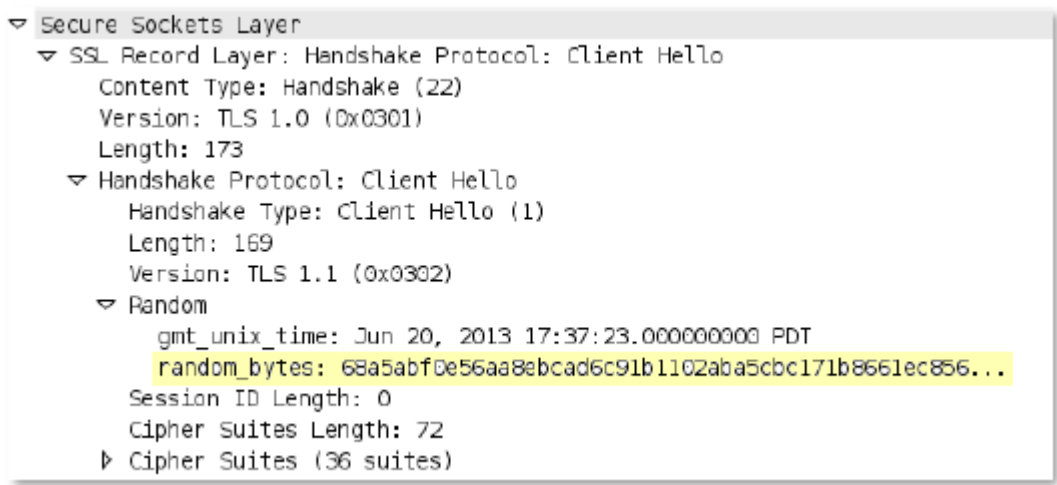 Secure Sockets Layer
SSL Record Layer: Handshake Protocol: Client Hello
Content Type: Handshake (22)
Version: TLS 1.0 (0x0301)
Length: 173
Handshake Protocol: Client Hello
Handshake Type: Client Hello (1)
Length: 169
Version: TLS 1.1 (0x0302)
Random
gmt_unix_time: Jun 20, 2013 17:37:23.000000000 PDT
random_bytes: 68a5abf0e56aa8ebcad6c91b1102aba5cbc171b8661ec856...
Session ID Length: 0
Cipher Suites Length: 72
Cipher Suites (36 suites)